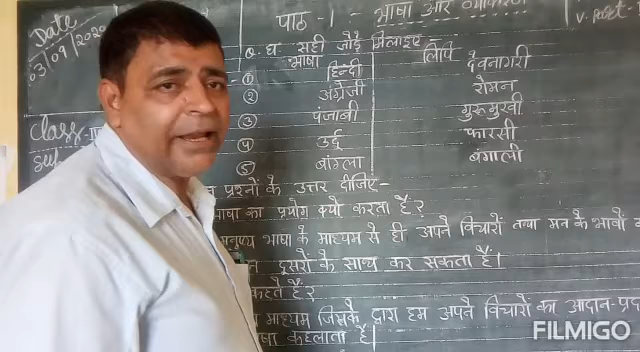 Date
03/09/2020
पाठ - 1 - भाषा और व्याकरण
प्र. घ. सही जोड़े मिलाइए -
भाषा लिपि
① हिन्दी देवनागरी
② अंग्रेजी रोमन
③ पंजाबी गुरूमुखी
④ उर्दू फारसी
⑤ बांग्ला बंगाली
Class
प्रश्नों के उत्तर दीजिए -
भाषा का प्रयोग क्यों करता है ?
मनुष्य भाषा के माध्यम से ही अपने विचारों तथा मन के भावों
दूसरों के साथ कर सकता है।
कहते हैं ?
माध्यम जिसके द्वारा हम अपने विचारों का आदान-प्रद
कहलाता है।
FILMIGO